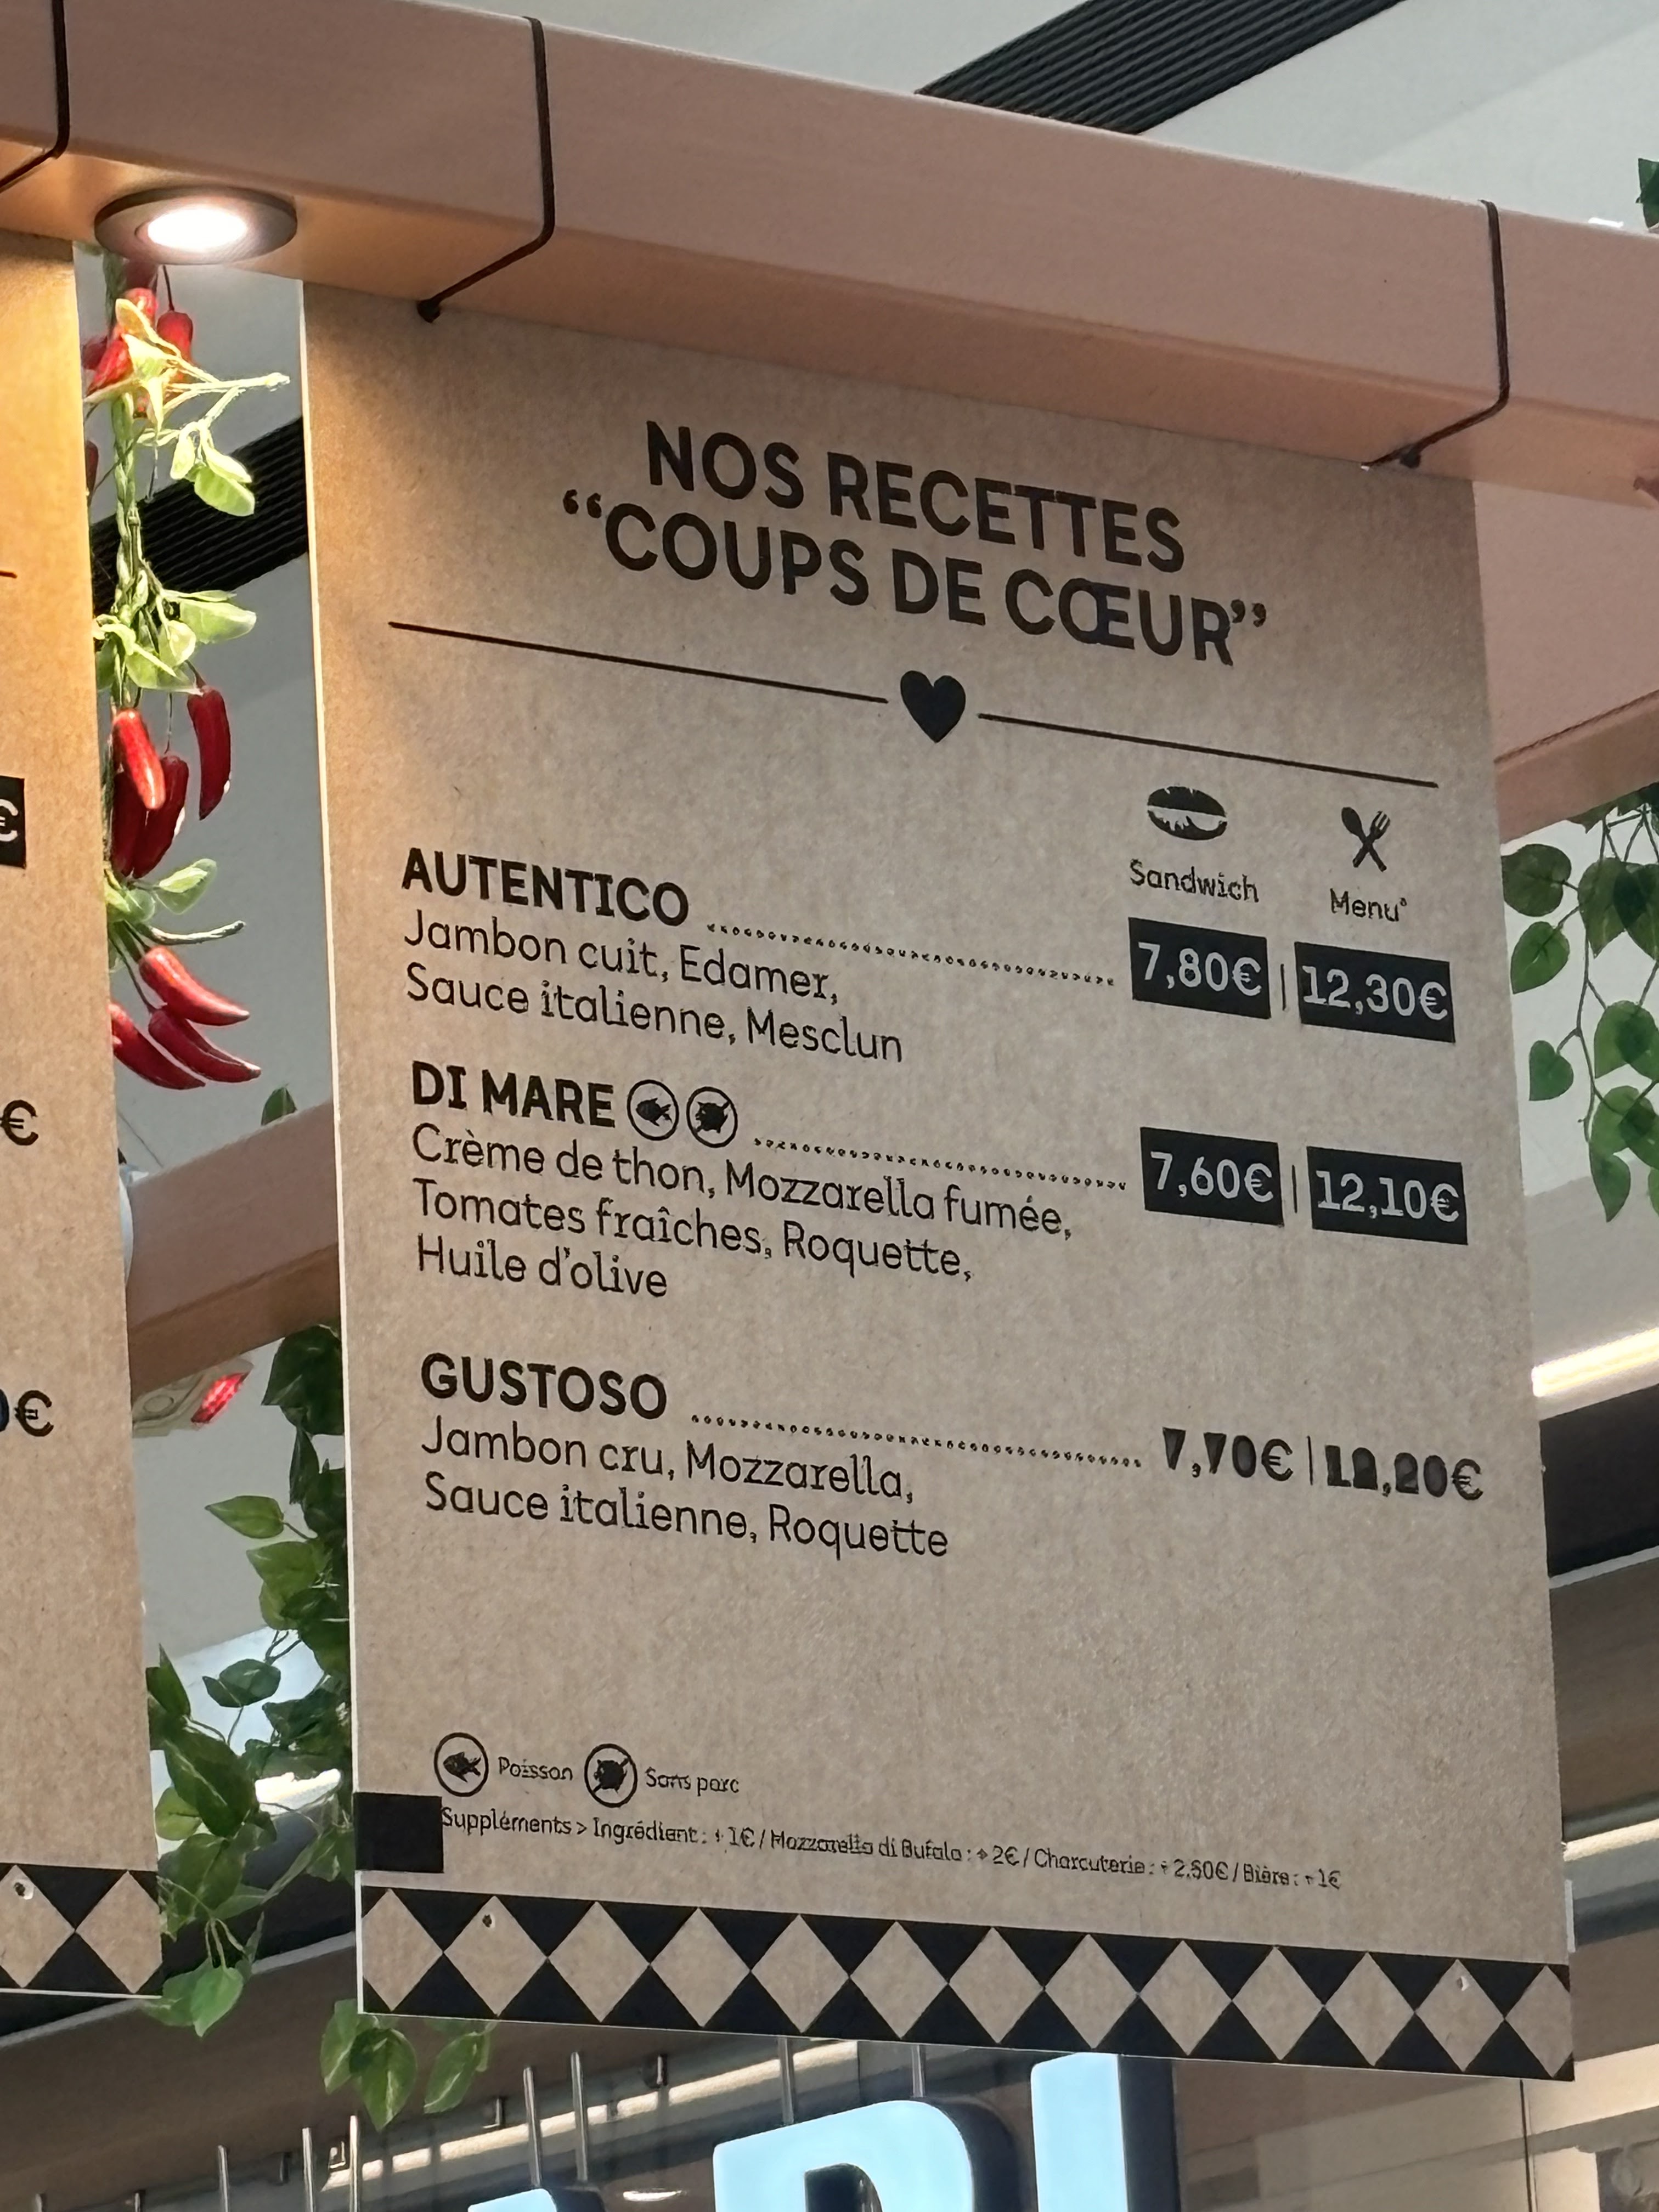 NOS RECETTES
“COUPS DE CŒUR”
Sandwich
Menu*
AUTENTICO 7,80€ | 12,30€
Jambon cuit, Edamer,
Sauce italienne, Mesclun
DI MARE 7,60€ | 12,10€
Crème de thon, Mozzarella fumée,
Tomates fraîches, Roquette,
Huile d'olive
GUSTOSO 7,70€ | 12,20€
Jambon cru, Mozzarella,
Sauce italienne, Roquette
Poisson Sans porc
Suppléments > Ingrédient : + 1€ / Mozzarella di Bufala : + 2€ / Charcuterie : + 2,50€ / Bière : + 1€
€
€
€